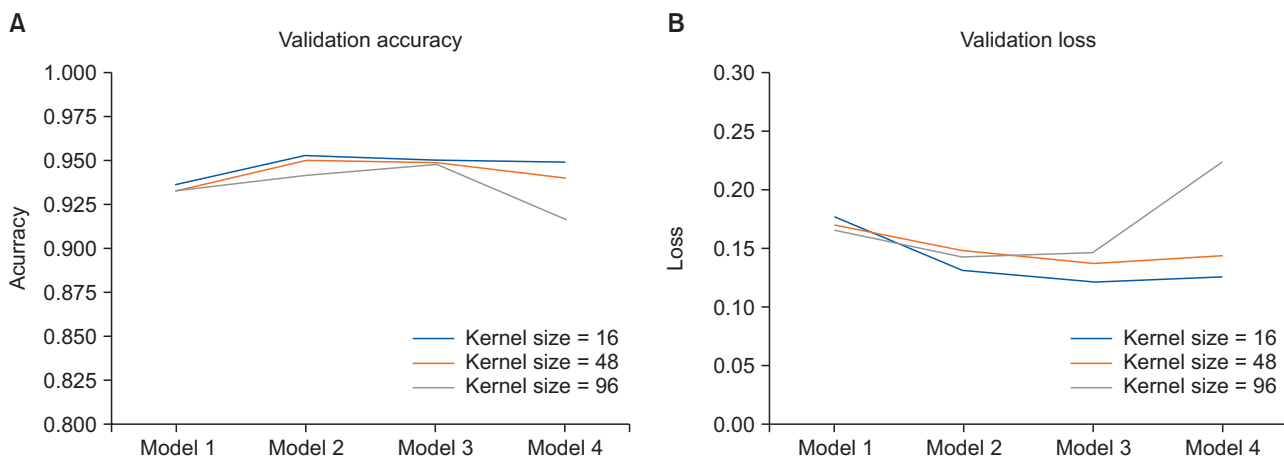 A
Validation accuracy
1.000
0.975
0.950
0.925
0.900
0.875
0.850
0.825
0.800
Acurracy
Kernel size = 16
Kernel size = 48
Kernel size = 96
Model 1 Model 2 Model 3 Model 4
B
Validation loss
0.30
0.25
0.20
0.15
0.10
0.05
0.00
Loss
Kernel size = 16
Kernel size = 48
Kernel size = 96
Model 1 Model 2 Model 3 Model 4